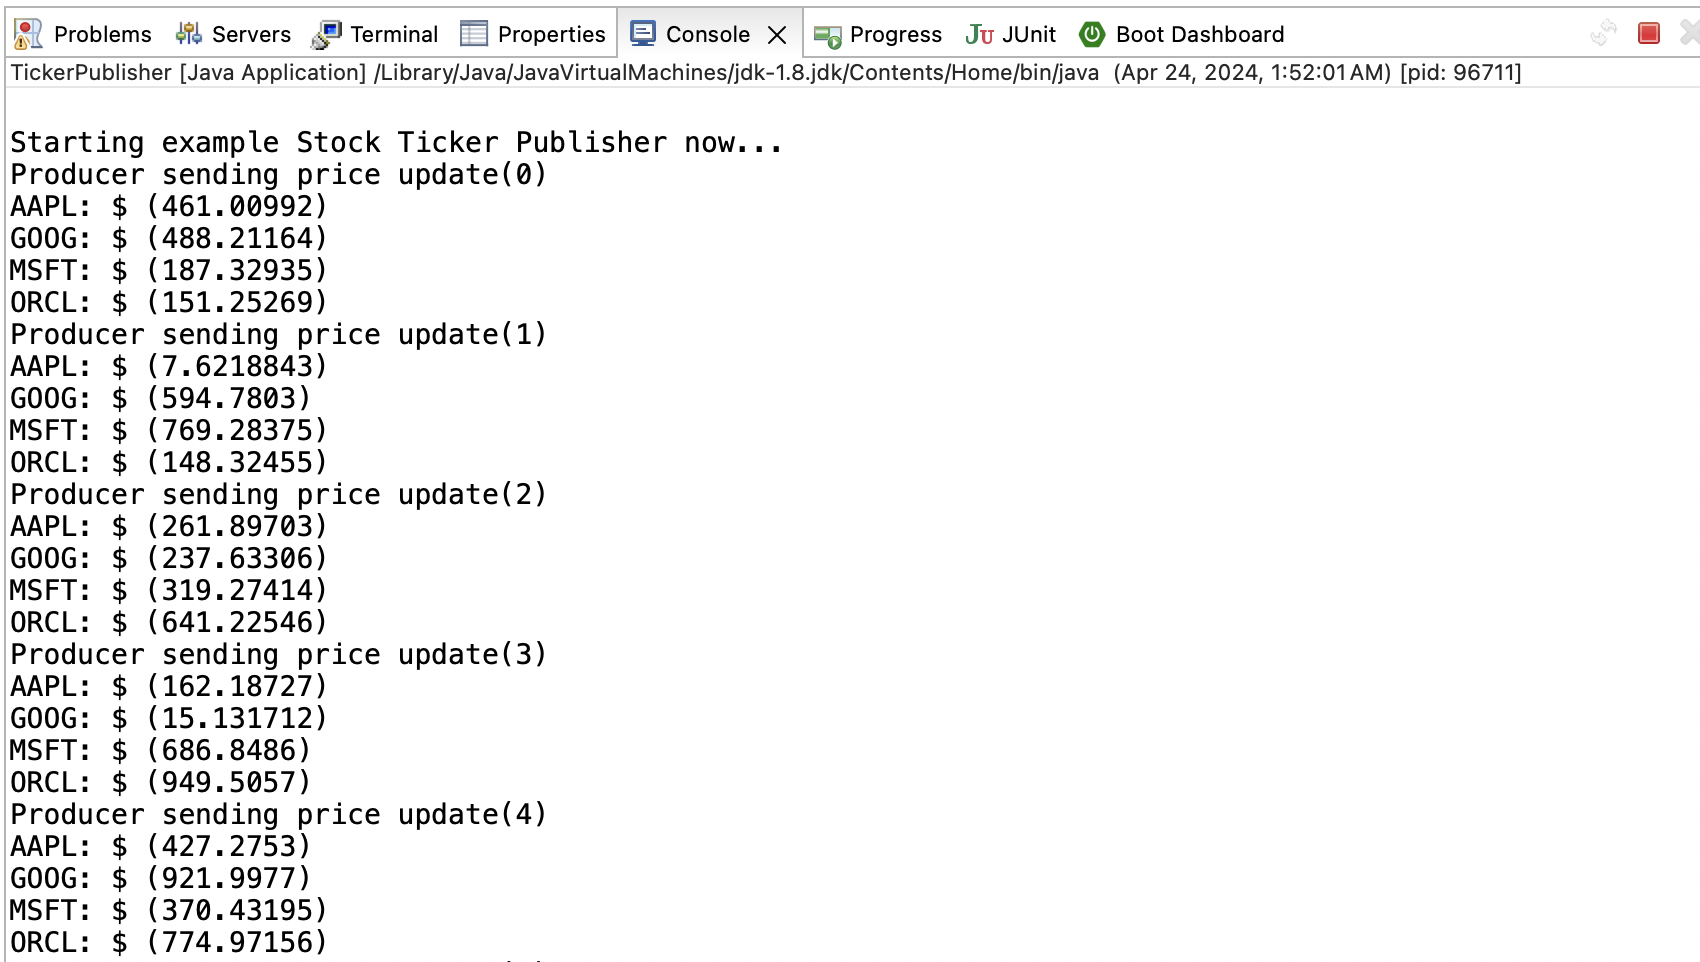 Problems Servers Terminal Properties Console Progress JUnit Boot Dashboard
TickerPublisher [Java Application] /Library/Java/JavaVirtualMachines/jdk-1.8.jdk/Contents/Home/bin/java (Apr 24, 2024, 1:52:01 AM) [pid: 96711]
Starting example Stock Ticker Publisher now...
Producer sending price update(0)
AAPL: $ (461.00992)
GOOG: $ (488.21164)
MSFT: $ (187.32935)
ORCL: $ (151.25269)
Producer sending price update(1)
AAPL: $ (7.6218843)
GOOG: $ (594.7803)
MSFT: $ (769.28375)
ORCL: $ (148.32455)
Producer sending price update(2)
AAPL: $ (261.89703)
GOOG: $ (237.63306)
MSFT: $ (319.27414)
ORCL: $ (641.22546)
Producer sending price update(3)
AAPL: $ (162.18727)
GOOG: $ (15.131712)
MSFT: $ (686.8486)
ORCL: $ (949.5057)
Producer sending price update(4)
AAPL: $ (427.2753)
GOOG: $ (921.9977)
MSFT: $ (370.43195)
ORCL: $ (774.97156)